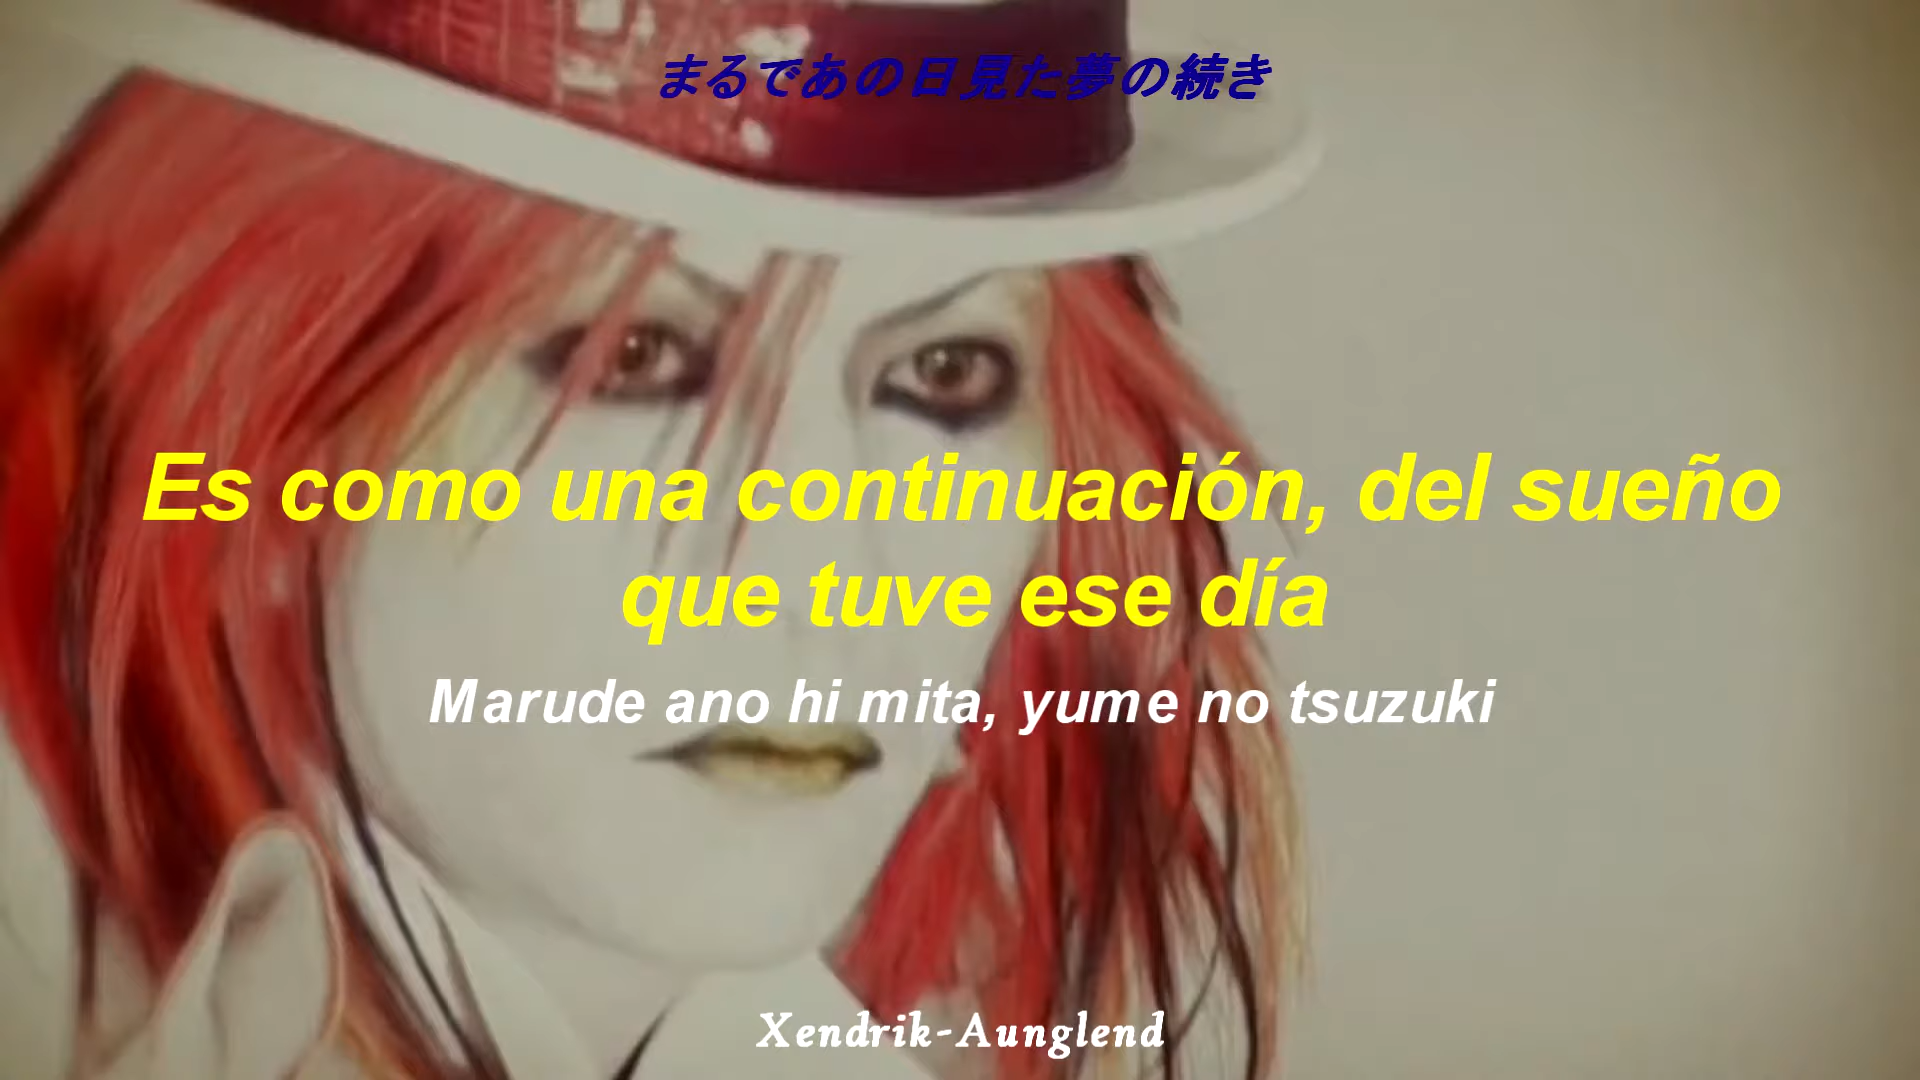 まるであの日見た夢の続き
Es como una continuación, del sueño
que tuve ese día
Marude ano hi mita, yume no tsuzuki
Xendrik-Aunglend